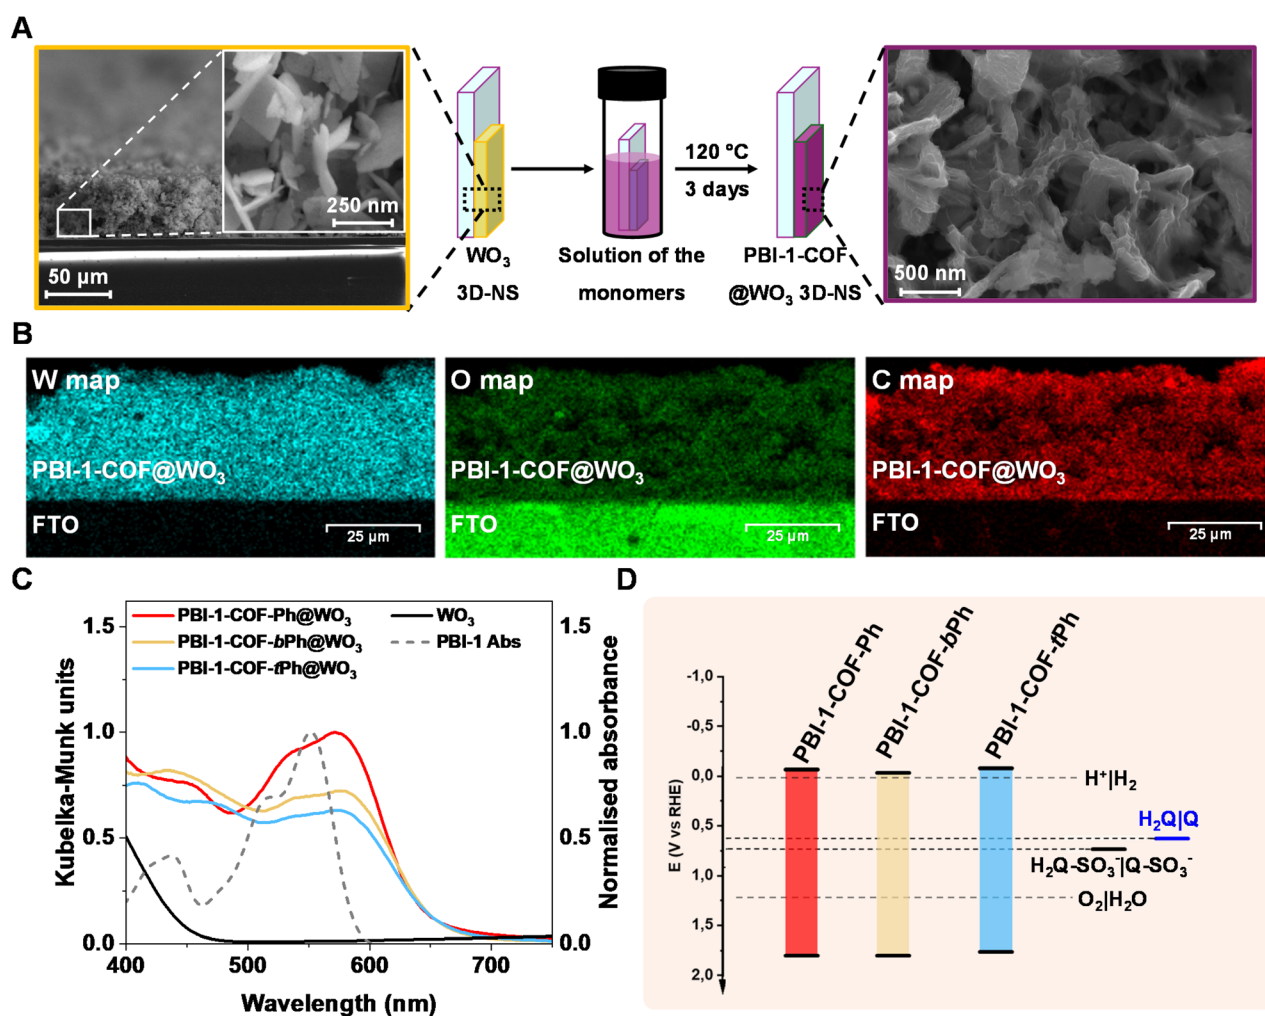 A
250 nm
50 µm
WO₃
3D-NS
Solution of the
monomers
120 °C
3 days
PBI-1-COF
@WO₃ 3D-NS
500 nm
B
W map
PBI-1-COF@WO₃
FTO
25 µm
O map
PBI-1-COF@WO₃
FTO
25 µm
C map
PBI-1-COF@WO₃
FTO
25 µm
C
PBI-1-COF-Ph@WO₃
PBI-1-COF-bPh@WO₃
PBI-1-COF-tPh@WO₃
WO₃
PBI-1 Abs
1.5
1.0
0.5
0.0
Kubelka-Munk units
1.5
1.0
0.5
0.0
Normalised absorbance
400
500
600
700
Wavelength (nm)
D
PBI-1-COF-Ph
PBI-1-COF-bPh
PBI-1-COF-tPh
E (V vs RHE)
-1,0
-0,5
0,0
0,5
1,0
1,5
2,0
H⁺|H₂
H₂Q|Q
H₂Q-SO₃⁻|Q-SO₃⁻
O₂|H₂O